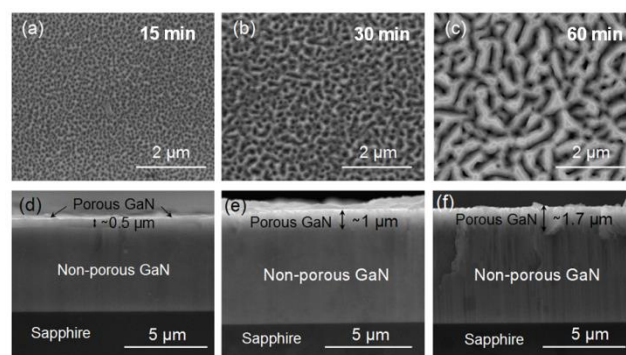 (a) 15 min
2 µm
(b) 30 min
2 µm
(c) 60 min
2 µm
(d) Porous GaN
~0.5 µm
Non-porous GaN
Sapphire 5 µm
(e)
Porous GaN ~1 µm
Non-porous GaN
5 µm
(f)
Porous GaN ~1.7 µm
Non-porous GaN
Sapphire 5 µm